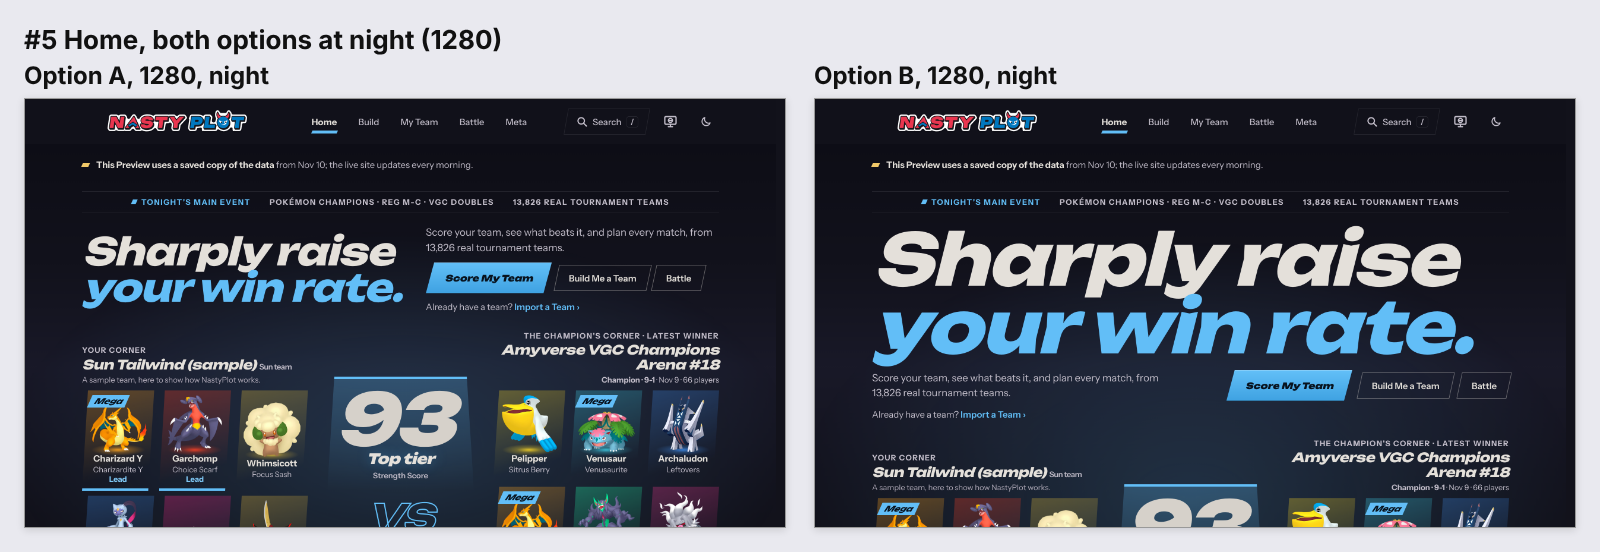 #5 Home, both options at night (1280)
Option A, 1280, night
NASTY PLOT
Home Build My Team Battle Meta Search /
This Preview uses a saved copy of the data from Nov 10; the live site updates every morning.
TONIGHT'S MAIN EVENT POKÉMON CHAMPIONS · REG M-C · VGC DOUBLES 13,826 REAL TOURNAMENT TEAMS
Sharply raise
your win rate.
Score your team, see what beats it, and plan every match, from
13,826 real tournament teams.
Score My Team Build Me a Team Battle
Already have a team? Import a Team ›
YOUR CORNER
Sun Tailwind (sample) Sun team
A sample team, here to show how NastyPlot works.
THE CHAMPION'S CORNER · LATEST WINNER
Amyverse VGC Champions
Arena #18
Champion · 9-1 · Nov 9 · 66 players
Mega
Charizard Y
Charizardite Y
Lead
Mega
Garchomp
Choice Scarf
Lead
Whimsicott
Focus Sash
93
Top tier
Strength Score
VS
Pelipper
Sitrus Berry
Mega
Venusaur
Venusaurite
Archaludon
Leftovers
Mega
Option B, 1280, night
NASTY PLOT
Home Build My Team Battle Meta Search /
This Preview uses a saved copy of the data from Nov 10; the live site updates every morning.
TONIGHT'S MAIN EVENT POKÉMON CHAMPIONS · REG M-C · VGC DOUBLES 13,826 REAL TOURNAMENT TEAMS
Sharply raise
your win rate.
Score your team, see what beats it, and plan every match, from
13,826 real tournament teams.
Score My Team Build Me a Team Battle
Already have a team? Import a Team ›
YOUR CORNER
Sun Tailwind (sample) Sun team
A sample team, here to show how NastyPlot works.
THE CHAMPION'S CORNER · LATEST WINNER
Amyverse VGC Champions
Arena #18
Champion · 9-1 · Nov 9 · 66 players
Mega
Mega
93
Mega